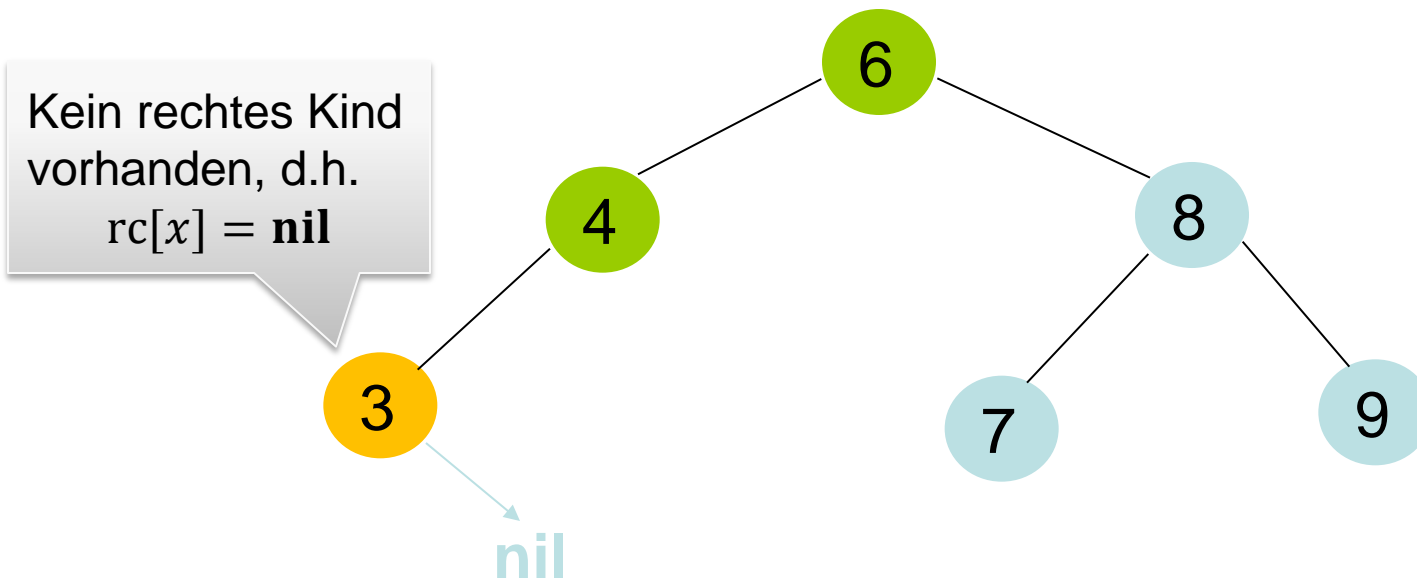 6
Kein rechtes Kind
vorhanden, d.h.
rc[x] = nil
4
8
3
7
9
nil